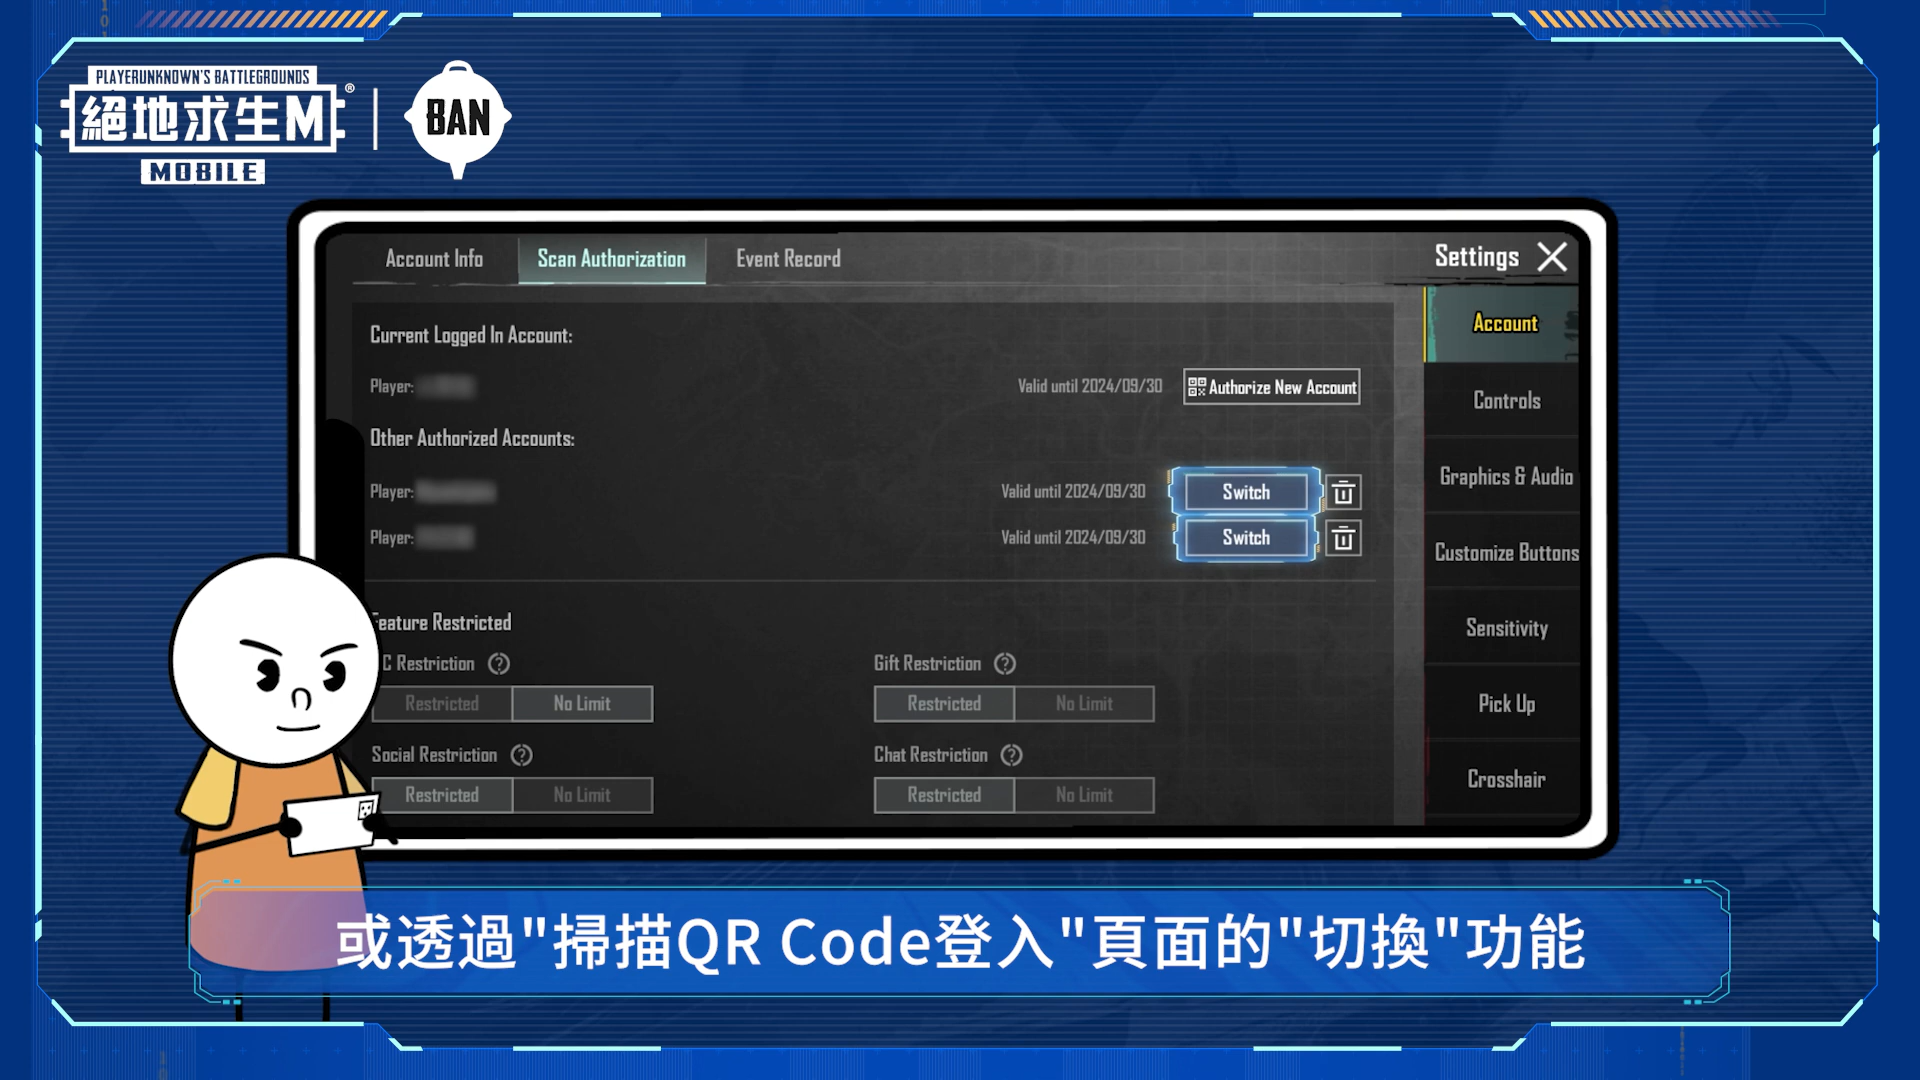 PLAYERUNKNOWN'S BATTLEGROUNDS
絕地求生M®
MOBILE
BAN
Account Info
Scan Authorization
Event Record
Settings
Current Logged In Account:
Player:
Valid until 2024/09/30
Authorize New Account
Other Authorized Accounts:
Player:
Valid until 2024/09/30
Switch
Player:
Valid until 2024/09/30
Switch
eature Restricted
C Restriction
Restricted
No Limit
Gift Restriction
Restricted
No Limit
Social Restriction
Restricted
No Limit
Chat Restriction
Restricted
No Limit
Account
Controls
Graphics & Audio
Customize Buttons
Sensitivity
Pick Up
Crosshair
或透過"掃描QR Code登入"頁面的"切換"功能